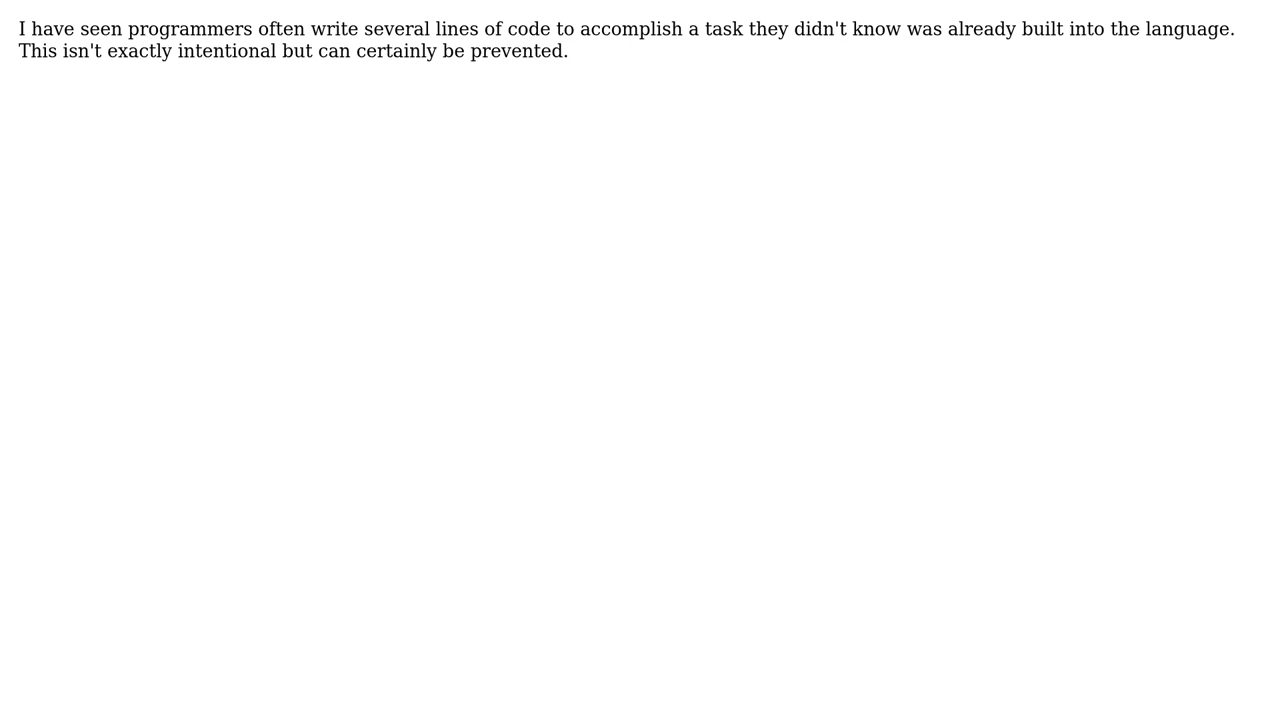 I have seen programmers often write several lines of code to accomplish a task they didn't know was already built into the language.
This isn't exactly intentional but can certainly be prevented.